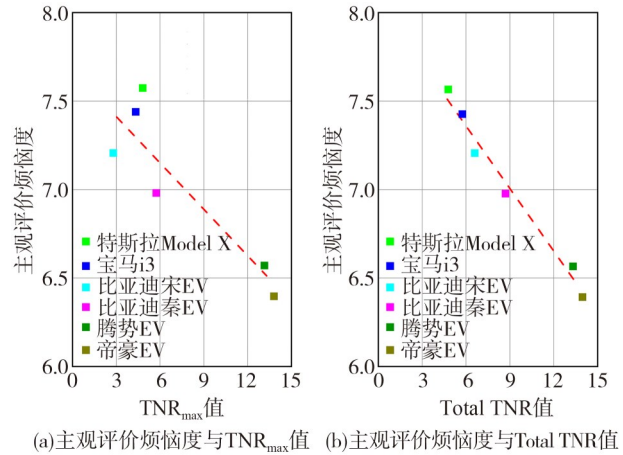 8.0
7.5
7.0
6.5
6.0
主观评价烦恼度
特斯拉Model X
宝马i3
比亚迪宋EV
比亚迪秦EV
腾势EV
帝豪EV
0 3 6 9 12 15
TNRmax值
(a)主观评价烦恼度与TNRmax值
8.0
7.5
7.0
6.5
6.0
主观评价烦恼度
特斯拉Model X
宝马i3
比亚迪宋EV
比亚迪秦EV
腾势EV
帝豪EV
0 3 6 9 12 15
Total TNR值
(b)主观评价烦恼度与Total TNR值